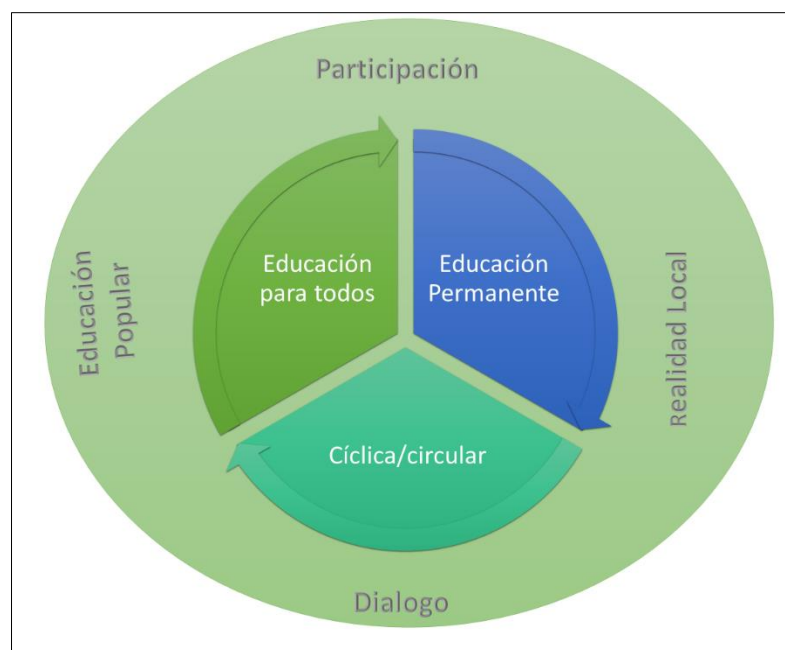 Participación
Educación
para todos
Educación
Permanente
Educación
Popular
Realidad Local
Cíclica/circular
Dialogo